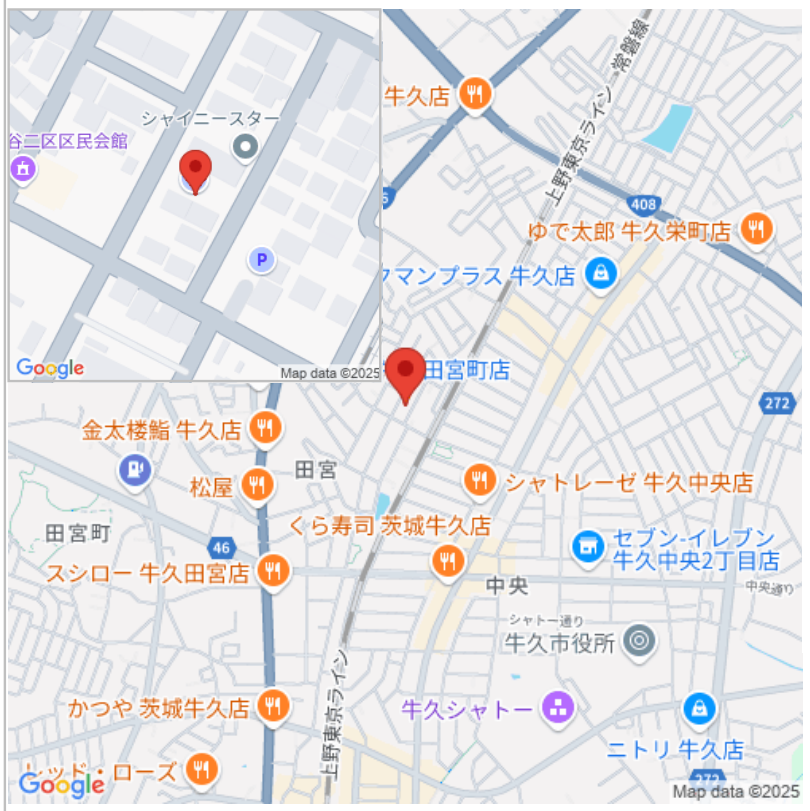 シャイニースター
谷二区区民会館
P
Google
Map data ©2025
牛久店
上野東京ライン 常磐線
6
408
ゆで太郎 牛久栄町店
クマンプラス 牛久店
田宮町店
272
金太楼鮨 牛久店
松屋
田宮
シャトレーゼ 牛久中央店
くら寿司 茨城牛久店
田宮町
46
セブン-イレブン
牛久中央2丁目店
スシロー 牛久田宮店
中央
中央通り
シャトー通り
牛久市役所
上野東京ライン
かつや 茨城牛久店
牛久シャトー
ニトリ 牛久店
レッド・ローズ
272
Google
Map data ©2025